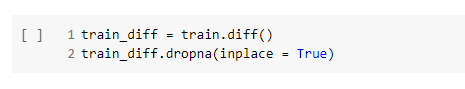 [ ] 1 train_diff = train.diff()
2 train_diff.dropna(inplace = True)